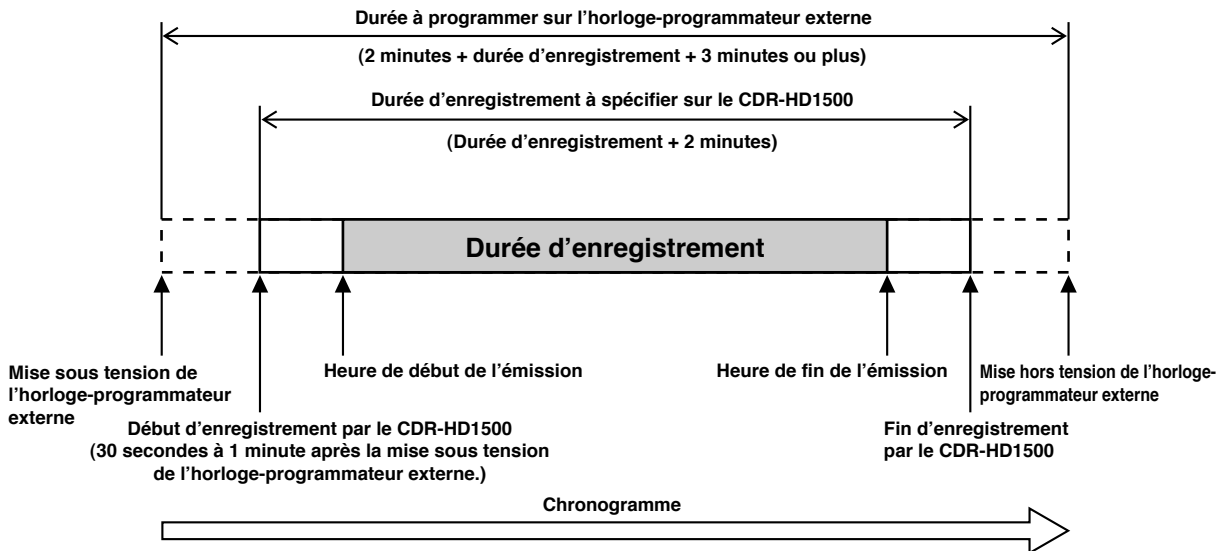 Durée à programmer sur l'horloge-programmateur externe
(2 minutes + durée d'enregistrement + 3 minutes ou plus)
Durée d'enregistrement à spécifier sur le CDR-HD1500
(Durée d'enregistrement + 2 minutes)
Durée d'enregistrement
Mise sous tension de
l'horloge-programmateur
externe
Heure de début de l'émission
Heure de fin de l'émission
Mise hors tension de l'horloge-
programmateur externe
Début d'enregistrement par le CDR-HD1500
(30 secondes à 1 minute après la mise sous tension
de l'horloge-programmateur externe.)
Fin d'enregistrement
par le CDR-HD1500
Chronogramme